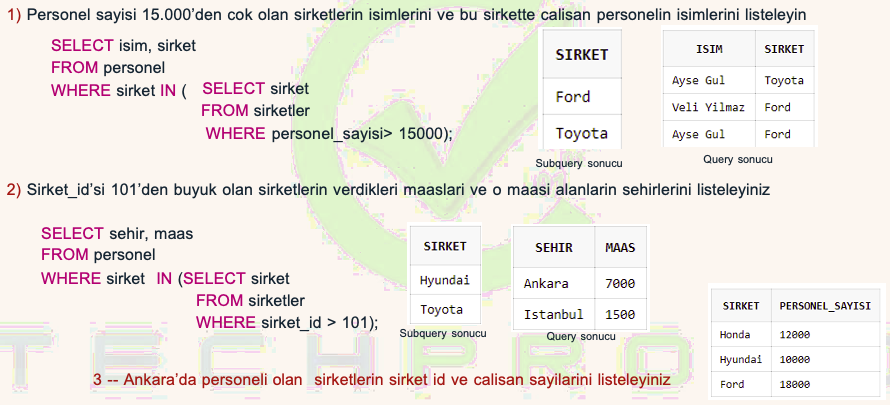 1) Personel sayisi 15.000'den cok olan sirketlerin isimlerini ve bu sirkette calisan personelin isimlerini listeleyin
SELECT isim, sirket
FROM personel
WHERE sirket IN ( SELECT sirket
FROM sirketler
WHERE personel_sayisi> 15000);
SIRKET
Ford
Toyota
Subquery sonucu
ISIM SIRKET
Ayse Gul Toyota
Veli Yilmaz Ford
Ayse Gul Ford
Query sonucu
2) Sirket_id'si 101'den buyuk olan sirketlerin verdikleri maaslari ve o maasi alanlarin sehirlerini listeleyiniz
SELECT sehir, maas
FROM personel
WHERE sirket IN (SELECT sirket
FROM sirketler
WHERE sirket_id > 101);
SIRKET
Hyundai
Toyota
Subquery sonucu
SEHIR MAAS
Ankara 7000
Istanbul 1500
Query sonucu
SIRKET PERSONEL_SAYISI
Honda 12000
Hyundai 10000
Ford 18000
3 -- Ankara'da personeli olan sirketlerin sirket id ve calisan sayilarini listeleyiniz
TECHPRO